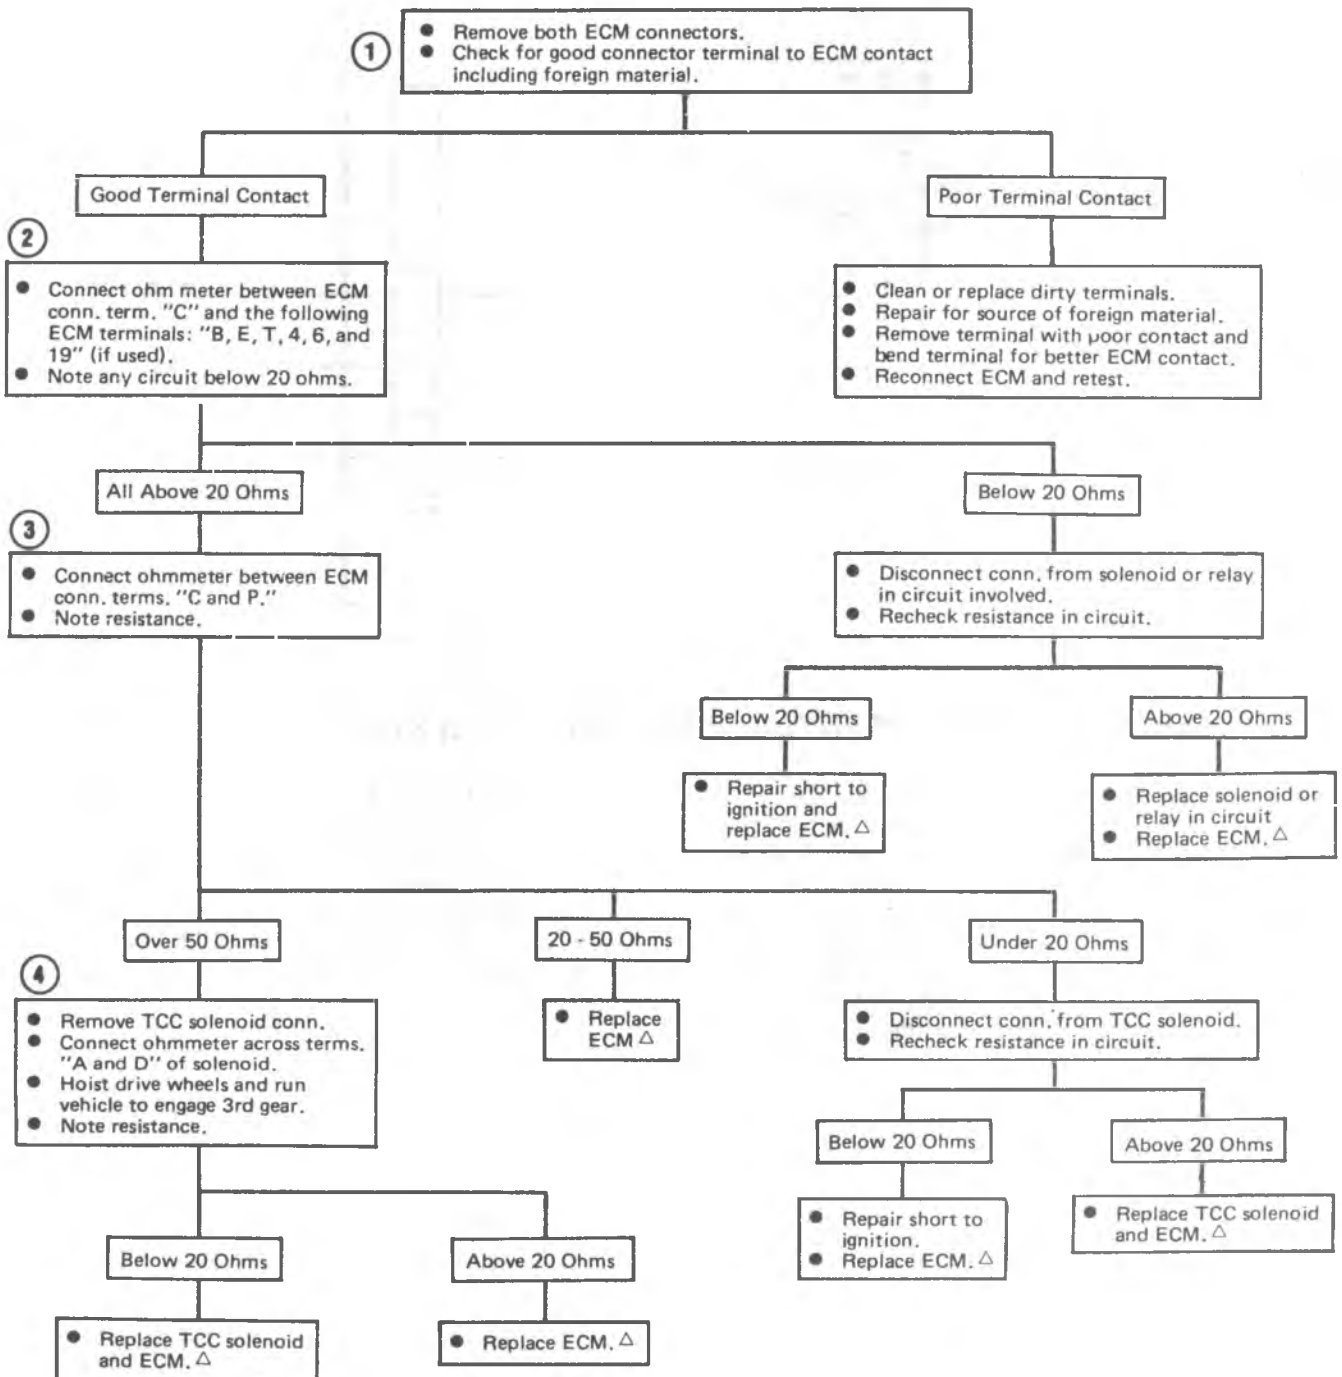 1
● Remove both ECM connectors.
● Check for good connector terminal to ECM contact
including foreign material.
Good Terminal Contact
Poor Terminal Contact
2
● Connect ohm meter between ECM
conn. term. "C" and the following
ECM terminals: "B, E, T, 4, 6, and
19" (if used).
● Note any circuit below 20 ohms.
● Clean or replace dirty terminals.
● Repair for source of foreign material.
● Remove terminal with poor contact and
bend terminal for better ECM contact.
● Reconnect ECM and retest.
All Above 20 Ohms
Below 20 Ohms
3
● Connect ohmmeter between ECM
conn. terms. "C and P."
● Note resistance.
● Disconnect conn. from solenoid or relay
in circuit involved.
● Recheck resistance in circuit.
Below 20 Ohms
Above 20 Ohms
● Repair short to
ignition and
replace ECM. △
● Replace solenoid or
relay in circuit
● Replace ECM. △
Over 50 Ohms
20 - 50 Ohms
Under 20 Ohms
4
● Remove TCC solenoid conn.
● Connect ohmmeter across terms.
"A and D" of solenoid.
● Hoist drive wheels and run
vehicle to engage 3rd gear.
● Note resistance.
● Replace
ECM △
● Disconnect conn. from TCC solenoid.
● Recheck resistance in circuit.
Below 20 Ohms
Above 20 Ohms
● Repair short to
ignition.
● Replace ECM. △
● Replace TCC solenoid
and ECM. △
Below 20 Ohms
Above 20 Ohms
● Replace TCC solenoid
and ECM. △
● Replace ECM. △